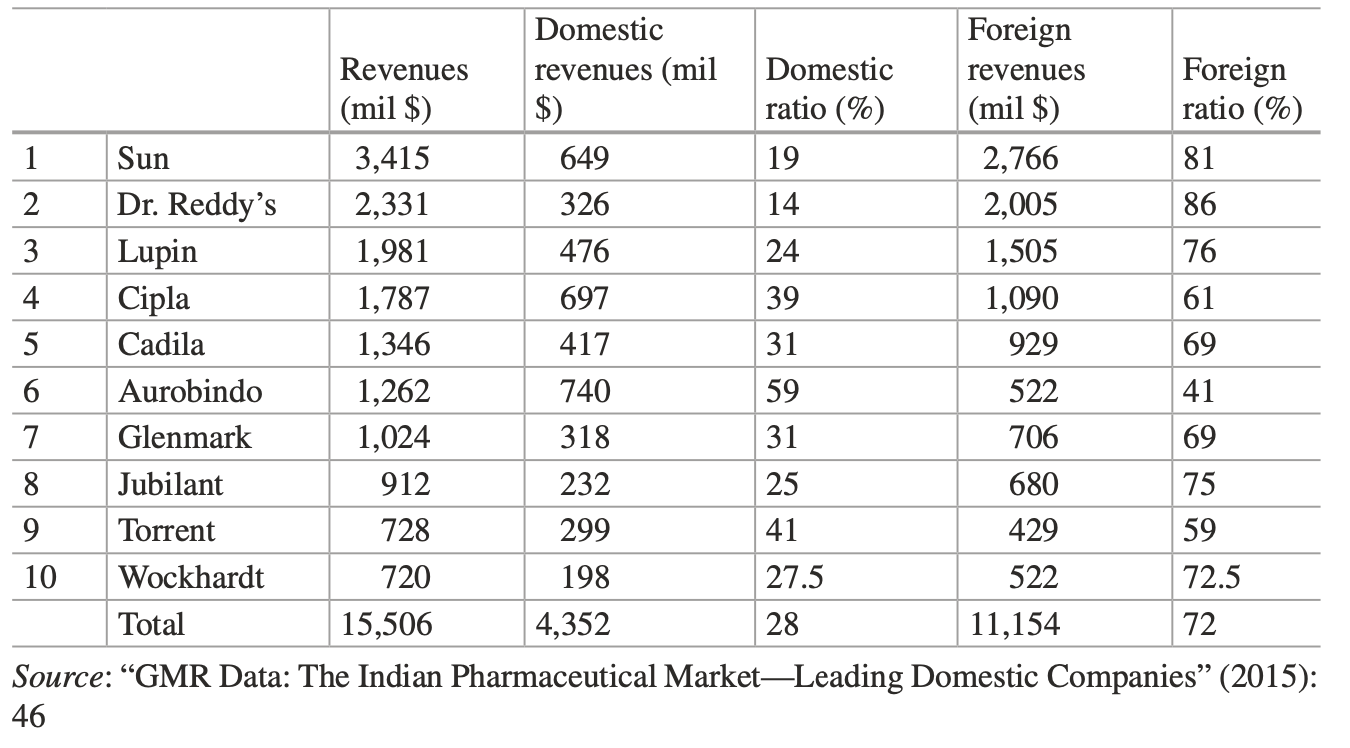 Revenues (mil $) Domestic revenues (mil $) Domestic ratio (%) Foreign revenues (mil $) Foreign ratio (%)
1 Sun 3,415 649 19 2,766 81
2 Dr. Reddy’s 2,331 326 14 2,005 86
3 Lupin 1,981 476 24 1,505 76
4 Cipla 1,787 697 39 1,090 61
5 Cadila 1,346 417 31 929 69
6 Aurobindo 1,262 740 59 522 41
7 Glenmark 1,024 318 31 706 69
8 Jubilant 912 232 25 680 75
9 Torrent 728 299 41 429 59
10 Wockhardt 720 198 27.5 522 72.5
Total 15,506 4,352 28 11,154 72
Source: “GMR Data: The Indian Pharmaceutical Market—Leading Domestic Companies” (2015):
46